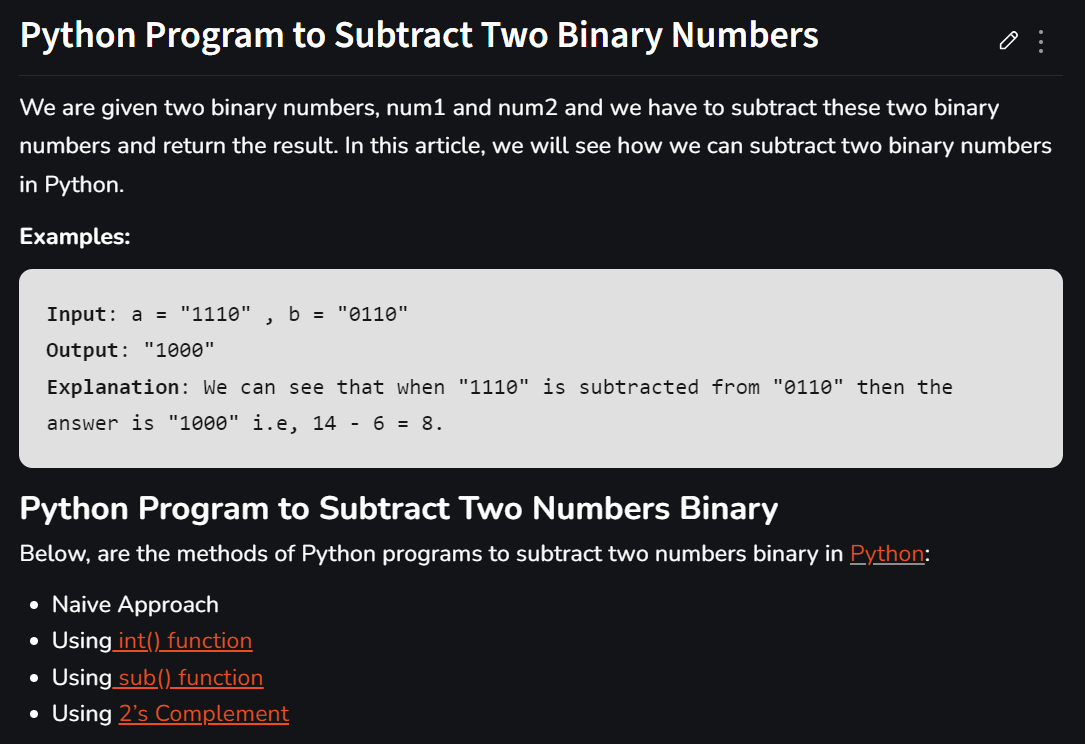 Python Program to Subtract Two Binary Numbers
We are given two binary numbers, num1 and num2 and we have to subtract these two binary
numbers and return the result. In this article, we will see how we can subtract two binary numbers
in Python.
Examples:
Input: a = "1110" , b = "0110"
Output: "1000"
Explanation: We can see that when "1110" is subtracted from "0110" then the
answer is "1000" i.e, 14 - 6 = 8.
Python Program to Subtract Two Numbers Binary
Below, are the methods of Python programs to subtract two numbers binary in Python:
• Naive Approach
• Using int() function
• Using sub() function
• Using 2’s Complement